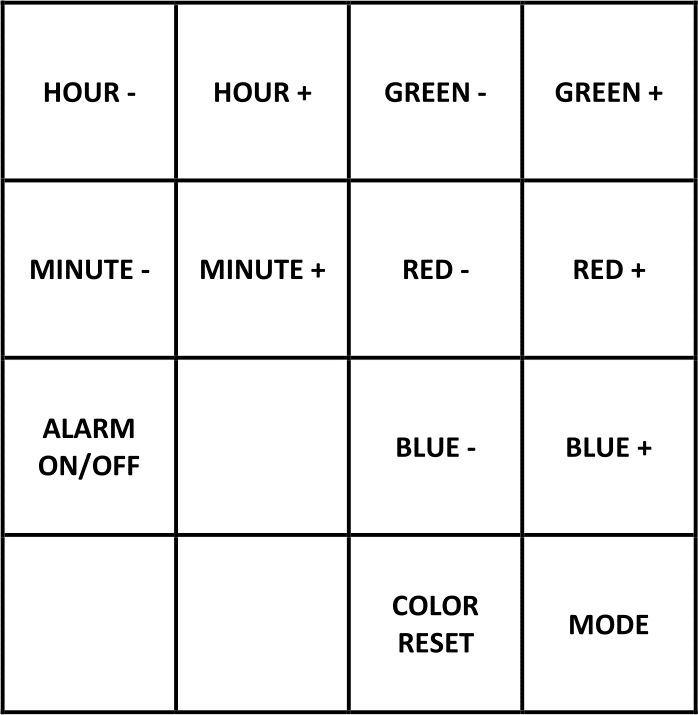 HOUR -
HOUR +
GREEN -
GREEN +
MINUTE -
MINUTE +
RED -
RED +
ALARM
ON/OFF
BLUE -
BLUE +
COLOR
RESET
MODE